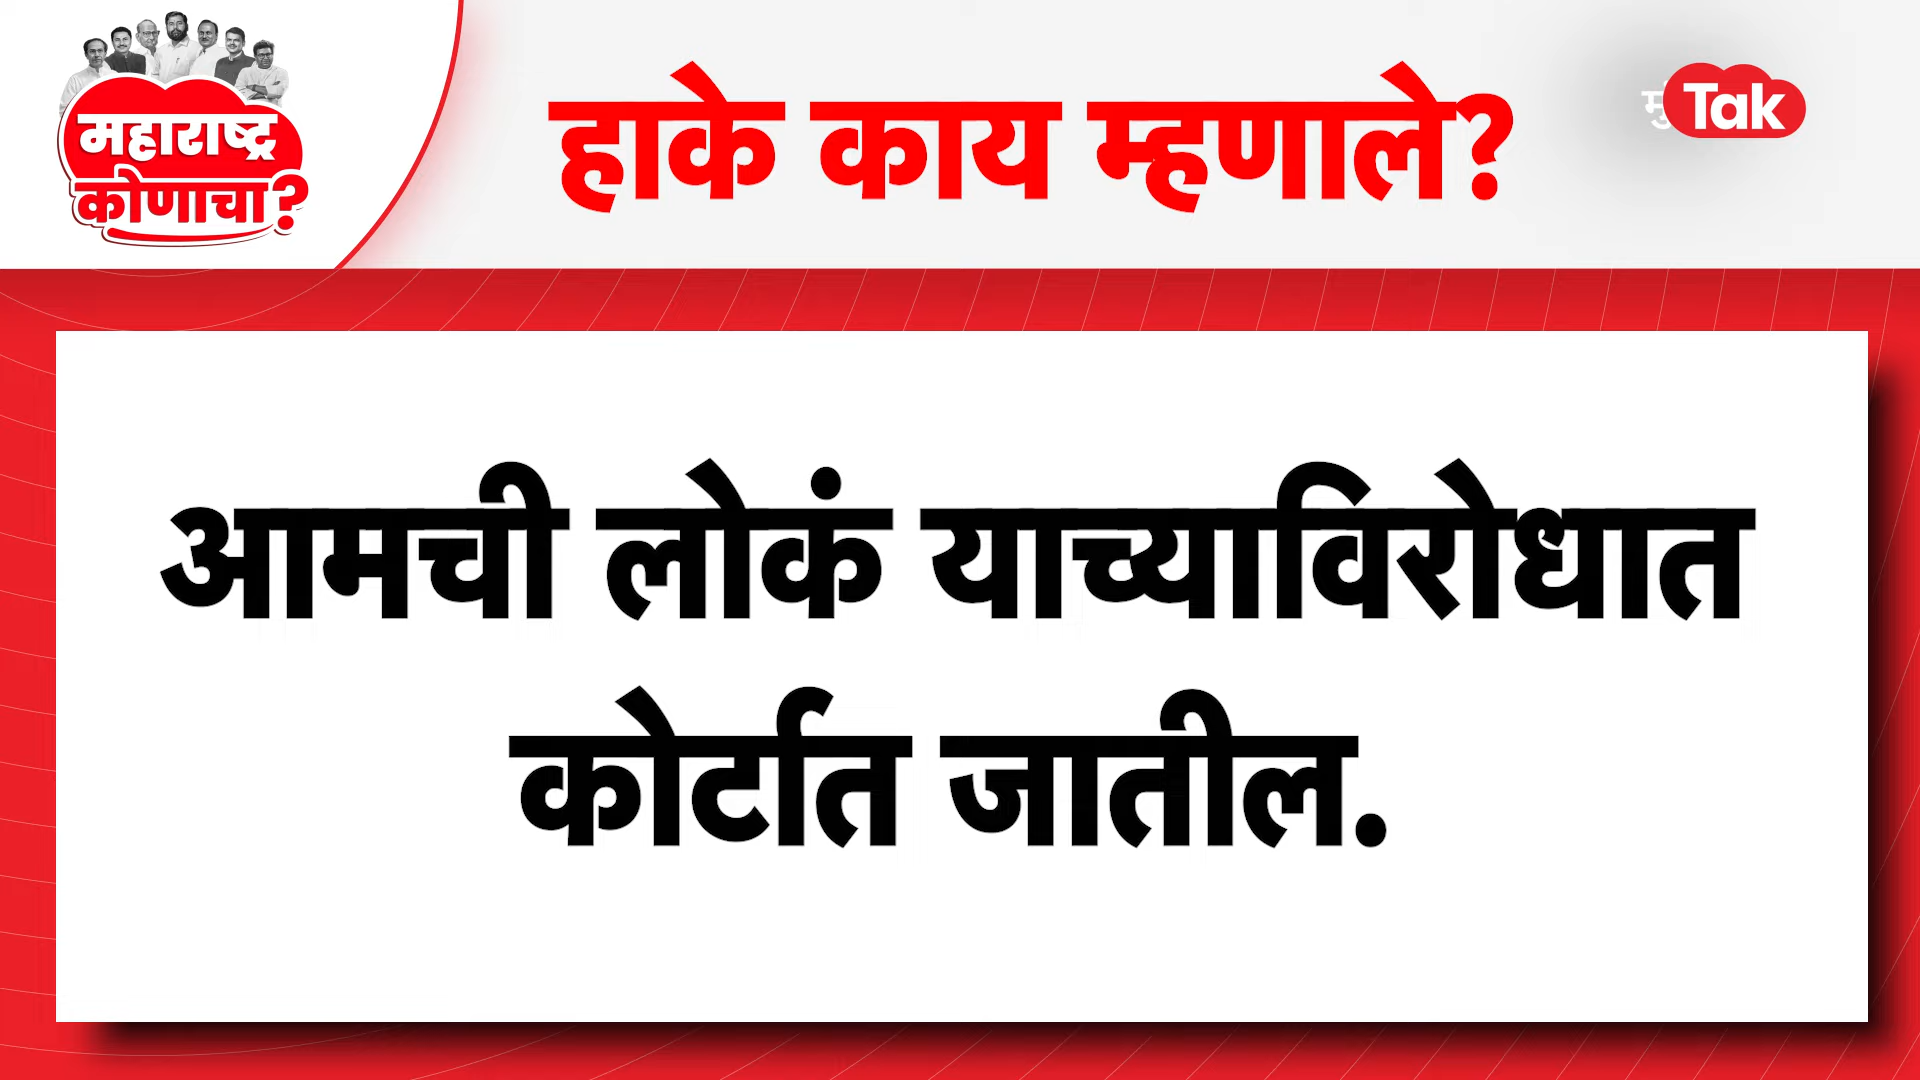 महाराष्ट्र
कोणाचा?
हाके काय म्हणाले?
Tak
आमची लोकं याच्याविरोधात
कोर्टात जातील.